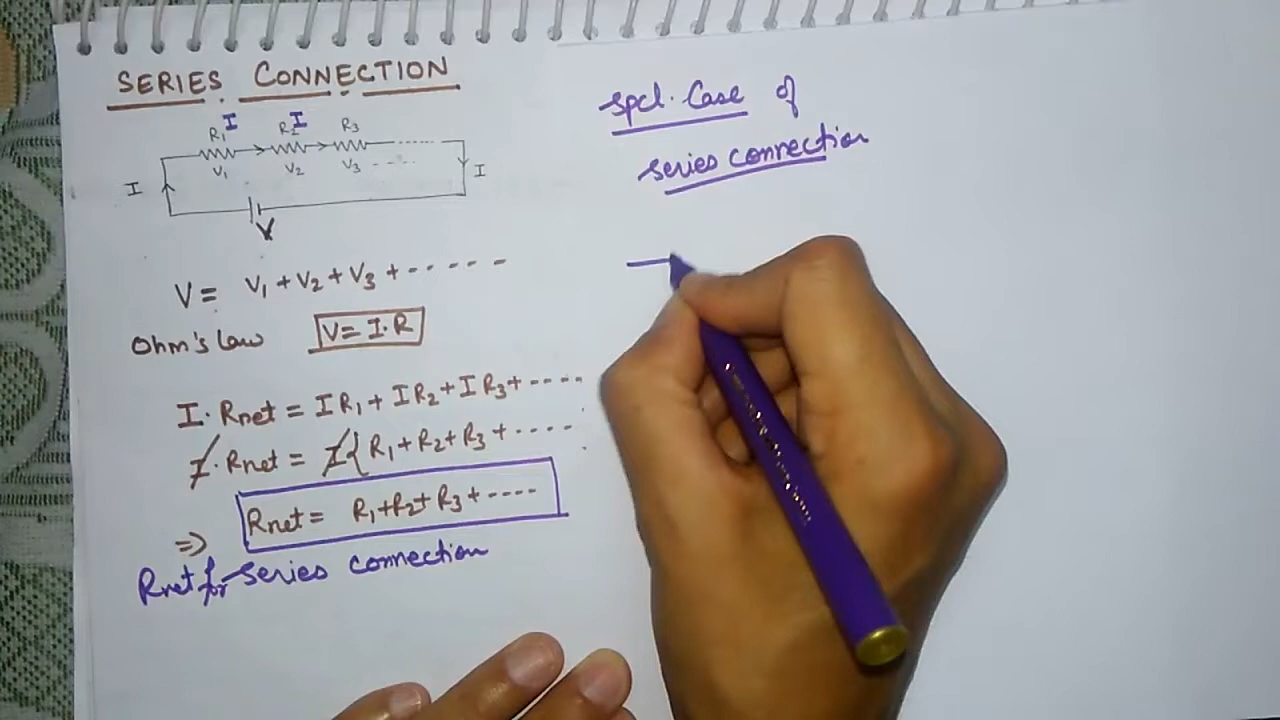 SERIES CONNECTION
I I
R1 R2 R3
V1 V2 V3 ----
I I
V
V = V1 + V2 + V3 + ------
Ohm's law V = I·R
I·Rnet = IR1 + IR2 + IR3 + ----
I·Rnet = I{R1 + R2 + R3 + ----
=> Rnet = R1+R2+R3+----
Rnet for series connection
Spcl. Case of
series connection